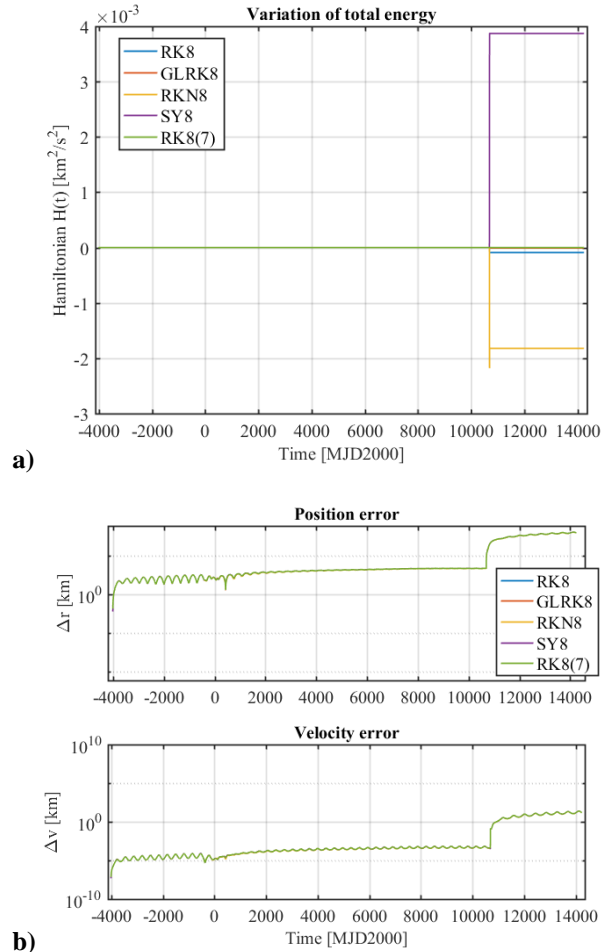 Variation of total energy
×10⁻³
4
3
2
1
0
-1
-2
-3
Hamiltonian H(t) [km²/s²]
RK8
GLRK8
RKN8
SY8
RK8(7)
-4000 -2000 0 2000 4000 6000 8000 10000 12000 14000
Time [MJD2000]
a)
Position error
10⁰
Δr [km]
RK8
GLRK8
RKN8
SY8
RK8(7)
-4000 -2000 0 2000 4000 6000 8000 10000 12000 14000
Velocity error
10¹⁰
10⁰
10⁻¹⁰
Δv [km]
-4000 -2000 0 2000 4000 6000 8000 10000 12000 14000
Time [MJD2000]
b)